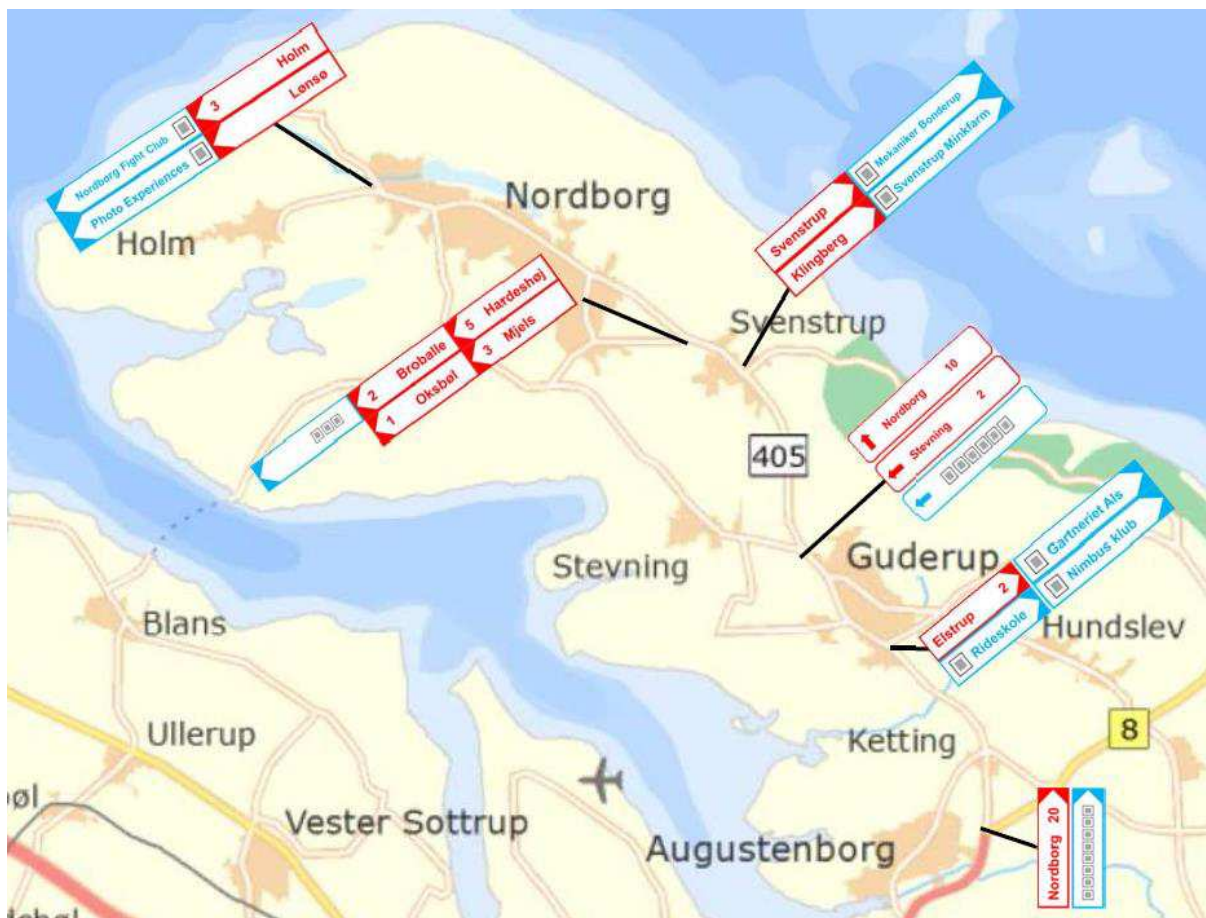 Holm
3
Lønsø
Nordborg Fight Club
Photo Experiences
Mekaniker Bonderup
Svenstrup Minkfarm
Svenstrup
Klingberg
Nordborg
Holm
5 Hardeshøj
3 Mjels
2 Broballe
1 Oksbøl
Svenstrup
Nordborg 10
Stevning 2
405
Gartneriet Als
Nimbus klub
Elstrup 2
Rideskole
Stevning
Guderup
Hundslev
Blans
Ullerup
Ketting
8
øl
Vester Sottrup
Augustenborg
Nordborg 20